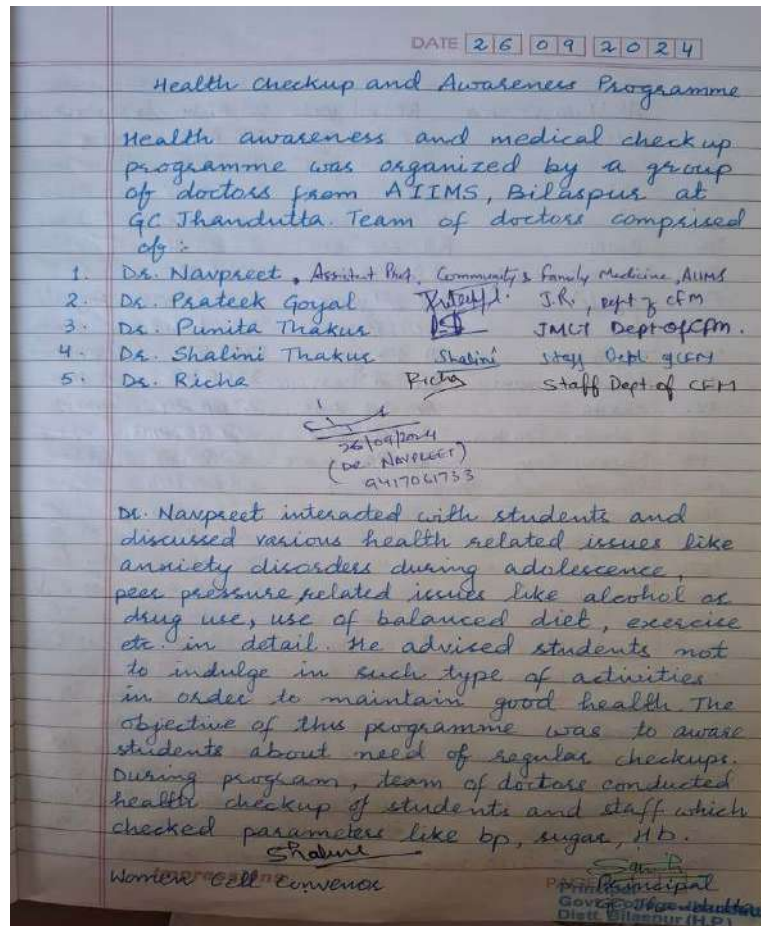 DATE 26 09 2024
Health Checkup and Awareness Programme
Health awareness and medical check up
programme was organized by a group
of doctors from AIIMS, Bilaspur at
GC Jhandutta. Team of doctors comprised
of :-
1. Dr. Navpreet, Assistent Prof. Community & Family Medicine, AIIMS
2. Dr. Prateek Goyal J.R., Dept of CFM
3. Dr. Punita Thakur Dept of CFM.
4. Dr. Shalini Thakur Shalini Staff Dept of CFM
5. Dr. Richa Richa Staff Dept. of CFM
26/09/2024
(Dr. NAVPREET)
9417061733
Dr. Navpreet interacted with students and
discussed various health related issues like
anniety disorders during adolescence,
peer pressure related issues like alcohol or
drug use, use of balanced diet, exercise
etc. in detail. He advised students not
to indulge in such type of activities
in order to maintain good health. The
objective of this programme was to aware
students about need of regular checkups.
During program, team of doctors conducted
health checkup of students and staff which
checked parameters like bp, sugar, Hb.
Shalini
Women Cell Convenor Principal
Distt. Bilaspur (H.P.)